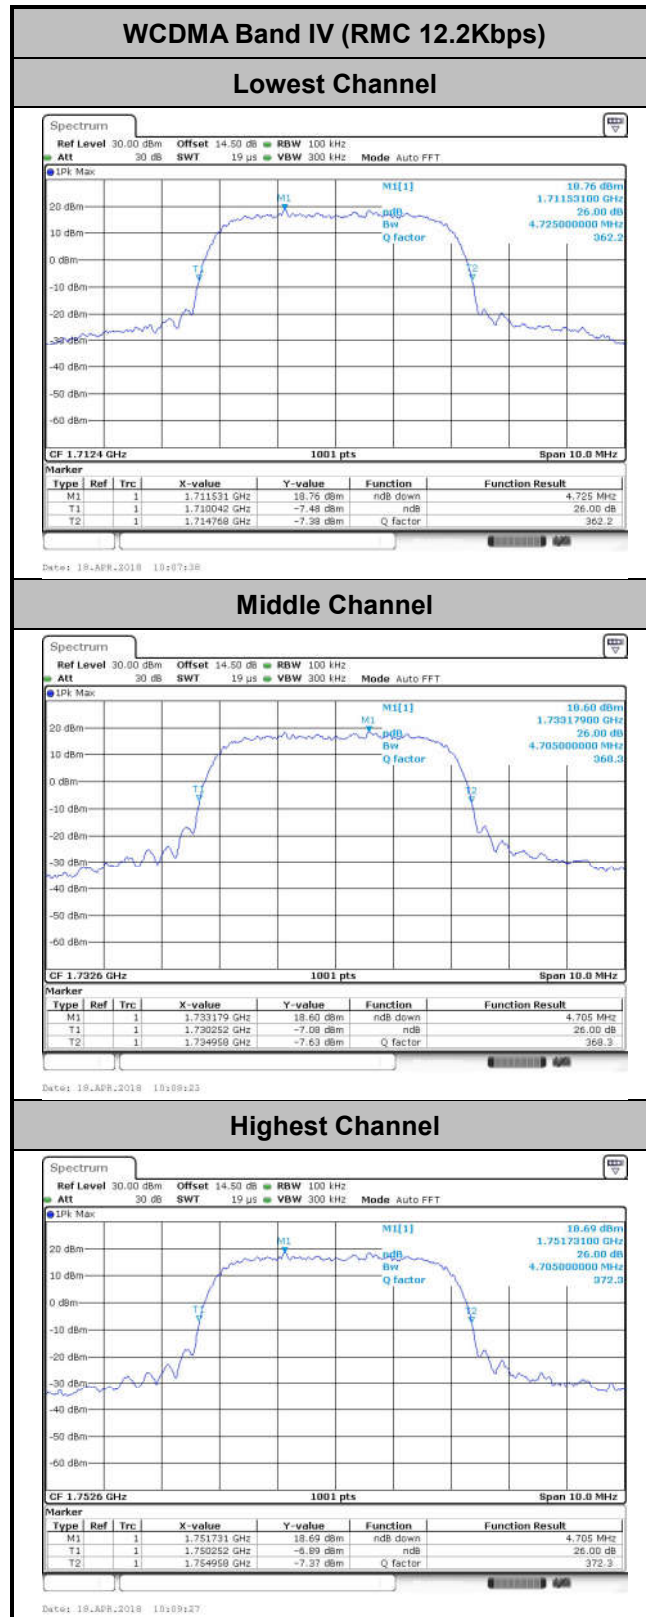 WCDMA Band IV (RMC 12.2Kbps)
Lowest Channel
Spectrum
Ref Level 30.00 dBm Offset 14.50 dB RBW 100 kHz
Att 30 dB SWT 19 µs VBW 300 kHz Mode Auto FFT
1Pk Max
M1[1] 18.76 dBm
1.71153100 GHz
M1
20 dBm
ndB 26.00 dB
Bw 4.725000000 MHz
10 dBm
Q factor 362.2
0 dBm
T1 T2
-10 dBm
-20 dBm
-30 dBm
-40 dBm
-50 dBm
-60 dBm
CF 1.7124 GHz 1001 pts Span 10.0 MHz
Marker
Type Ref Trc X-value Y-value Function Function Result
M1 1 1.711531 GHz 18.76 dBm ndB down 4.725 MHz
T1 1 1.710042 GHz -7.48 dBm ndB 26.00 dB
T2 1 1.714768 GHz -7.38 dBm Q factor 362.2
Date: 18.APR.2018 10:07:38
Middle Channel
Spectrum
Ref Level 30.00 dBm Offset 14.50 dB RBW 100 kHz
Att 30 dB SWT 19 µs VBW 300 kHz Mode Auto FFT
1Pk Max
M1[1] 18.60 dBm
1.73317900 GHz
M1
20 dBm
ndB 26.00 dB
Bw 4.705000000 MHz
10 dBm
Q factor 368.3
0 dBm
T1 T2
-10 dBm
-20 dBm
-30 dBm
-40 dBm
-50 dBm
-60 dBm
CF 1.7326 GHz 1001 pts Span 10.0 MHz
Marker
Type Ref Trc X-value Y-value Function Function Result
M1 1 1.733179 GHz 18.60 dBm ndB down 4.705 MHz
T1 1 1.730252 GHz -7.08 dBm ndB 26.00 dB
T2 1 1.734958 GHz -7.63 dBm Q factor 368.3
Date: 18.APR.2018 10:08:23
Highest Channel
Spectrum
Ref Level 30.00 dBm Offset 14.50 dB RBW 100 kHz
Att 30 dB SWT 19 µs VBW 300 kHz Mode Auto FFT
1Pk Max
M1[1] 18.69 dBm
1.75173100 GHz
M1
20 dBm
ndB 26.00 dB
Bw 4.705000000 MHz
10 dBm
Q factor 372.3
0 dBm
T1 T2
-10 dBm
-20 dBm
-30 dBm
-40 dBm
-50 dBm
-60 dBm
CF 1.7526 GHz 1001 pts Span 10.0 MHz
Marker
Type Ref Trc X-value Y-value Function Function Result
M1 1 1.751731 GHz 18.69 dBm ndB down 4.705 MHz
T1 1 1.750252 GHz -6.89 dBm ndB 26.00 dB
T2 1 1.754958 GHz -7.37 dBm Q factor 372.3
Date: 18.APR.2018 10:09:27